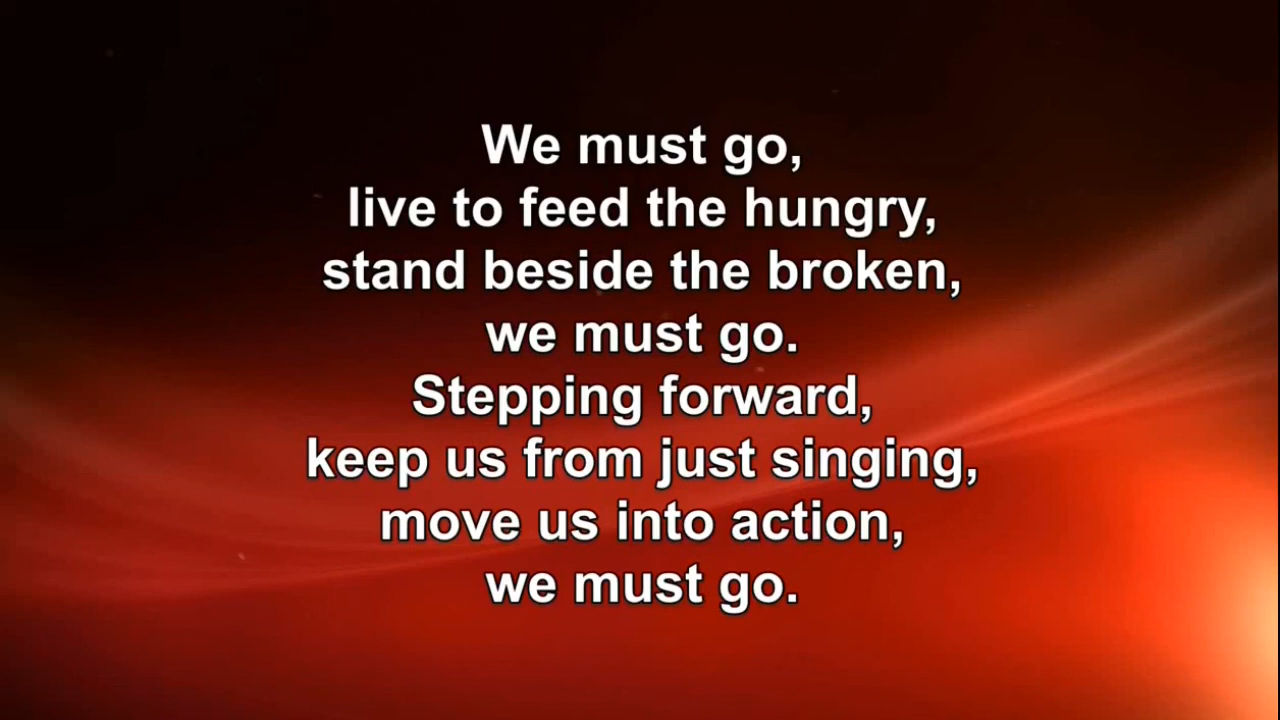 We must go,
live to feed the hungry,
stand beside the broken,
we must go.
Stepping forward,
keep us from just singing,
move us into action,
we must go.